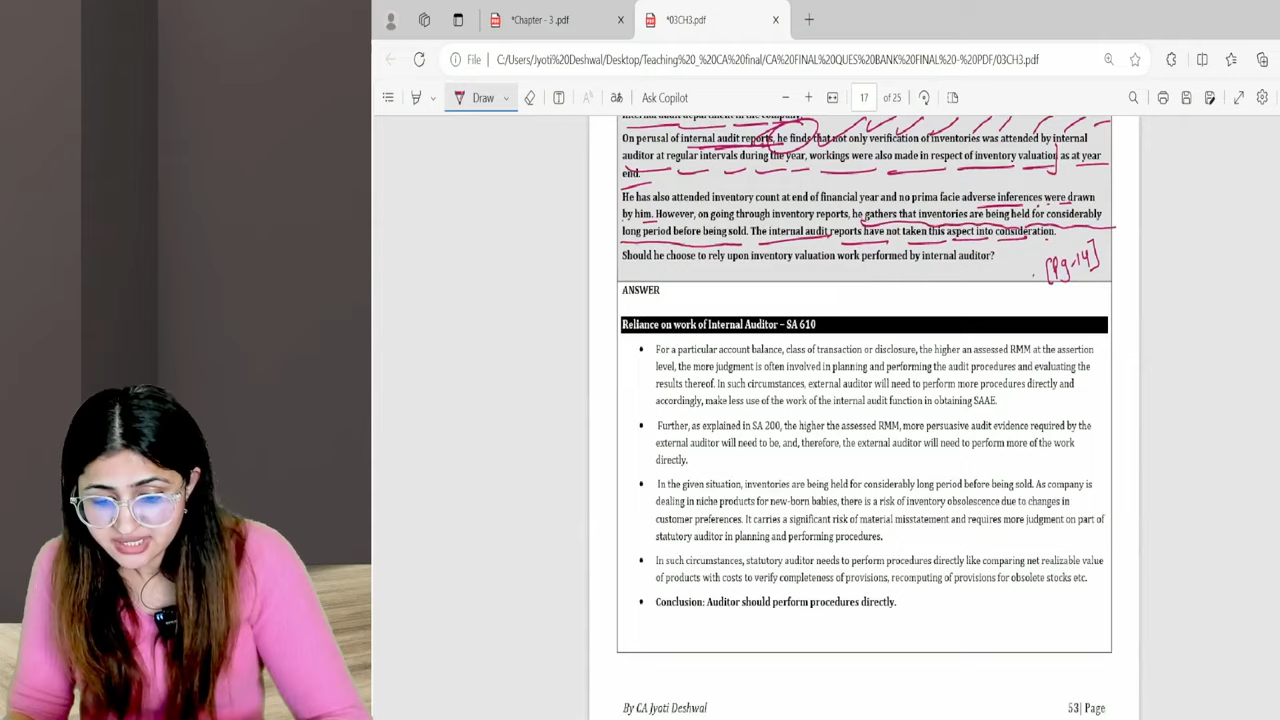 *Chapter - 3 .pdf
*03CH3.pdf
File
C:/Users/Jyoti%20Deshwal/Desktop/Teaching%20_%20CA%20final/CA%20FINAL%20QUES%20BANK%20FINAL%20-%20PDF/03CH3.pdf
Draw
Ask Copilot
17 of 25
internal audit department in the company.
On perusal of internal audit reports, he finds that not only verification of inventories was attended by internal
auditor at regular intervals during the year, workings were also made in respect of inventory valuation as at year
end.
He has also attended inventory count at end of financial year and no prima facie adverse inferences were drawn
by him. However, on going through inventory reports, he gathers that inventories are being held for considerably
long period before being sold. The internal audit reports have not taken this aspect into consideration.
Should he choose to rely upon inventory valuation work performed by internal auditor?
[Pg-14]
ANSWER
Reliance on work of Internal Auditor – SA 610
• For a particular account balance, class of transaction or disclosure, the higher an assessed RMM at the assertion
level, the more judgment is often involved in planning and performing the audit procedures and evaluating the
results thereof. In such circumstances, external auditor will need to perform more procedures directly and
accordingly, make less use of the work of the internal audit function in obtaining SAAE.
• Further, as explained in SA 200, the higher the assessed RMM, more persuasive audit evidence required by the
external auditor will need to be, and, therefore, the external auditor will need to perform more of the work
directly.
• In the given situation, inventories are being held for considerably long period before being sold. As company is
dealing in niche products for new-born babies, there is a risk of inventory obsolescence due to changes in
customer preferences. It carries a significant risk of material misstatement and requires more judgment on part of
statutory auditor in planning and performing procedures.
• In such circumstances, statutory auditor needs to perform procedures directly like comparing net realizable value
of products with costs to verify completeness of provisions, recomputing of provisions for obsolete stocks etc.
• Conclusion: Auditor should perform procedures directly.
By CA Jyoti Deshwal
53| Page